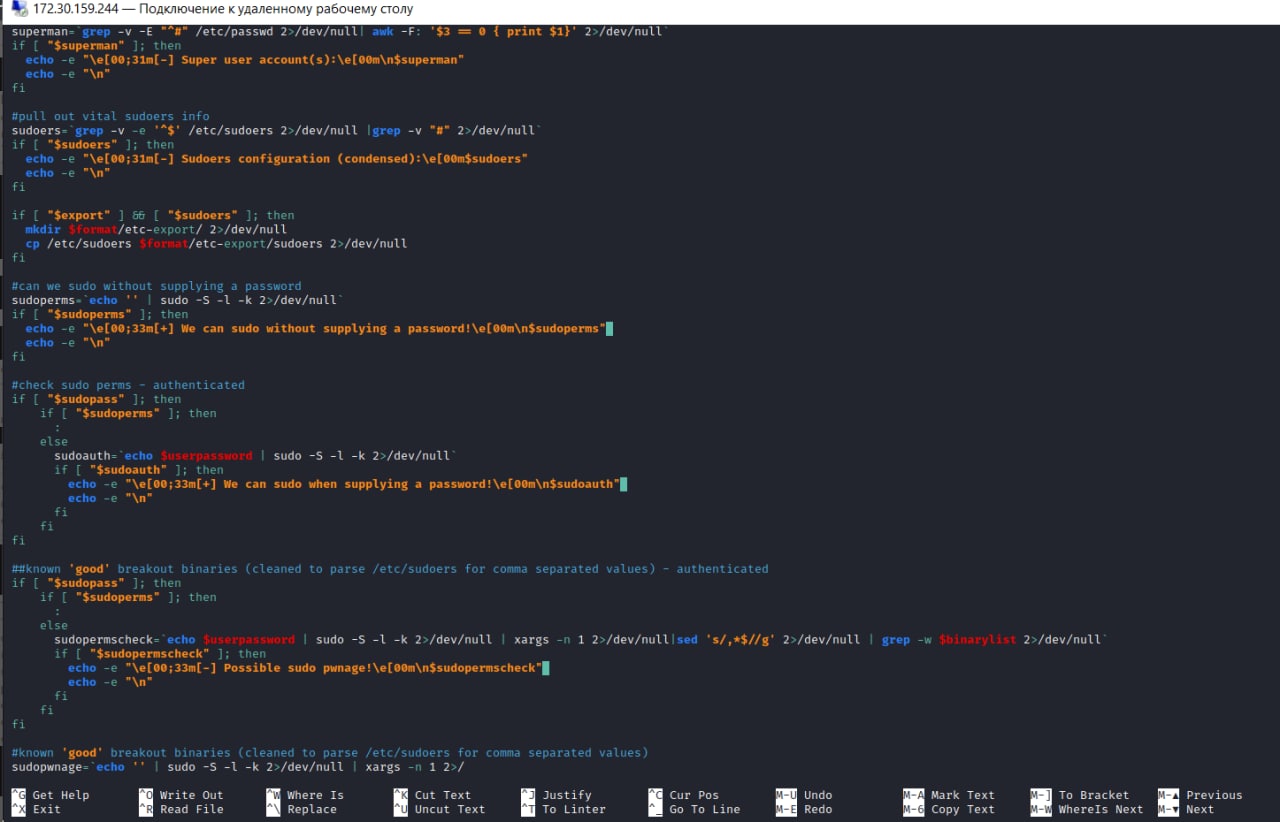 172.30.159.244 — Подключение к удаленному рабочему столу
superman=`grep -v -E "^#" /etc/passwd 2>/dev/null| awk -F: '$3 == 0 { print $1}' 2>/dev/null`
if [ "$superman" ]; then
  echo -e "\e[00;31m[-] Super user account(s):\e[00m\n$superman"
  echo -e "\n"
fi
#pull out vital sudoers info
sudoers=`grep -v -e '^$' /etc/sudoers 2>/dev/null |grep -v "#" 2>/dev/null`
if [ "$sudoers" ]; then
  echo -e "\e[00;31m[-] Sudoers configuration (condensed):\e[00m$sudoers"
  echo -e "\n"
fi
if [ "$export" ] && [ "$sudoers" ]; then
  mkdir $format/etc-export/ 2>/dev/null
  cp /etc/sudoers $format/etc-export/sudoers 2>/dev/null
fi
#can we sudo without supplying a password
sudoperms=`echo '' | sudo -S -l -k 2>/dev/null`
if [ "$sudoperms" ]; then
  echo -e "\e[00;33m[+] We can sudo without supplying a password!\e[00m\n$sudoperms"
  echo -e "\n"
fi
#check sudo perms - authenticated
if [ "$sudopass" ]; then
    if [ "$sudoperms" ]; then
      :
    else
      sudoauth=`echo $userpassword | sudo -S -l -k 2>/dev/null`
      if [ "$sudoauth" ]; then
        echo -e "\e[00;33m[+] We can sudo when supplying a password!\e[00m\n$sudoauth"
        echo -e "\n"
      fi
    fi
fi
##known 'good' breakout binaries (cleaned to parse /etc/sudoers for comma separated values) - authenticated
if [ "$sudopass" ]; then
    if [ "$sudoperms" ]; then
      :
    else
      sudopermscheck=`echo $userpassword | sudo -S -l -k 2>/dev/null | xargs -n 1 2>/dev/null|sed 's/,*$//g' 2>/dev/null | grep -w $binarylist 2>/dev/null`
      if [ "$sudopermscheck" ]; then
        echo -e "\e[00;33m[-] Possible sudo pwnage!\e[00m\n$sudopermscheck"
        echo -e "\n"
      fi
    fi
fi
#known 'good' breakout binaries (cleaned to parse /etc/sudoers for comma separated values)
sudopwnage=`echo '' | sudo -S -l -k 2>/dev/null | xargs -n 1 2>/
^G Get Help ^O Write Out ^W Where Is ^K Cut Text ^J Justify ^C Cur Pos M-U Undo M-A Mark Text M-] To Bracket M-▲ Previous
^X Exit ^R Read File ^\ Replace ^U Uncut Text ^T To Linter ^_ Go To Line M-E Redo M-6 Copy Text M-W WhereIs Next M-▼ Next